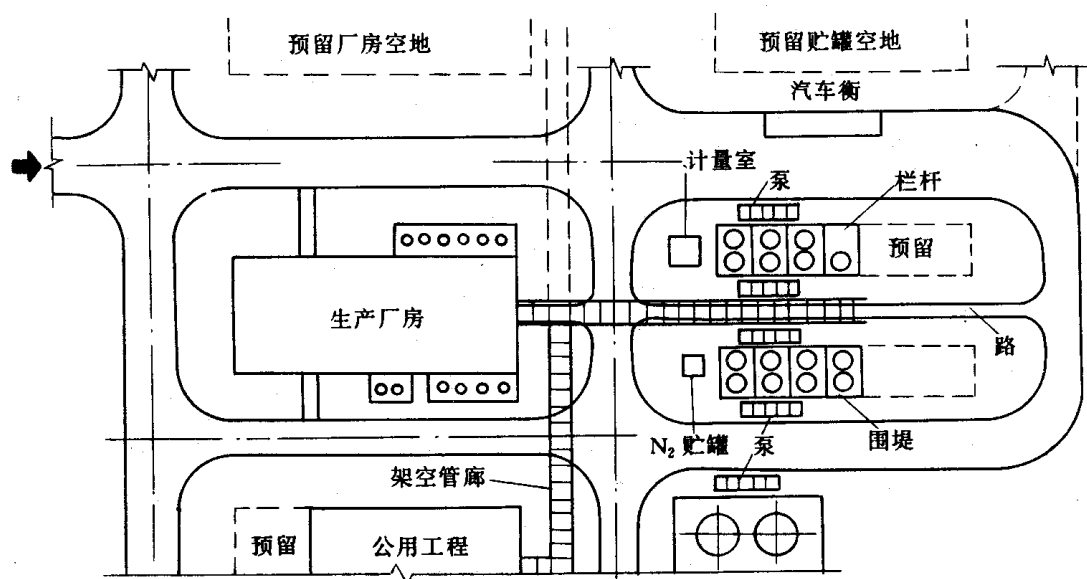 预留厂房空地
预留贮罐空地
汽车衡
计量室
泵
栏杆
预留
生产厂房
路
N₂ 贮罐
泵
围堤
架空管廊
预留
公用工程